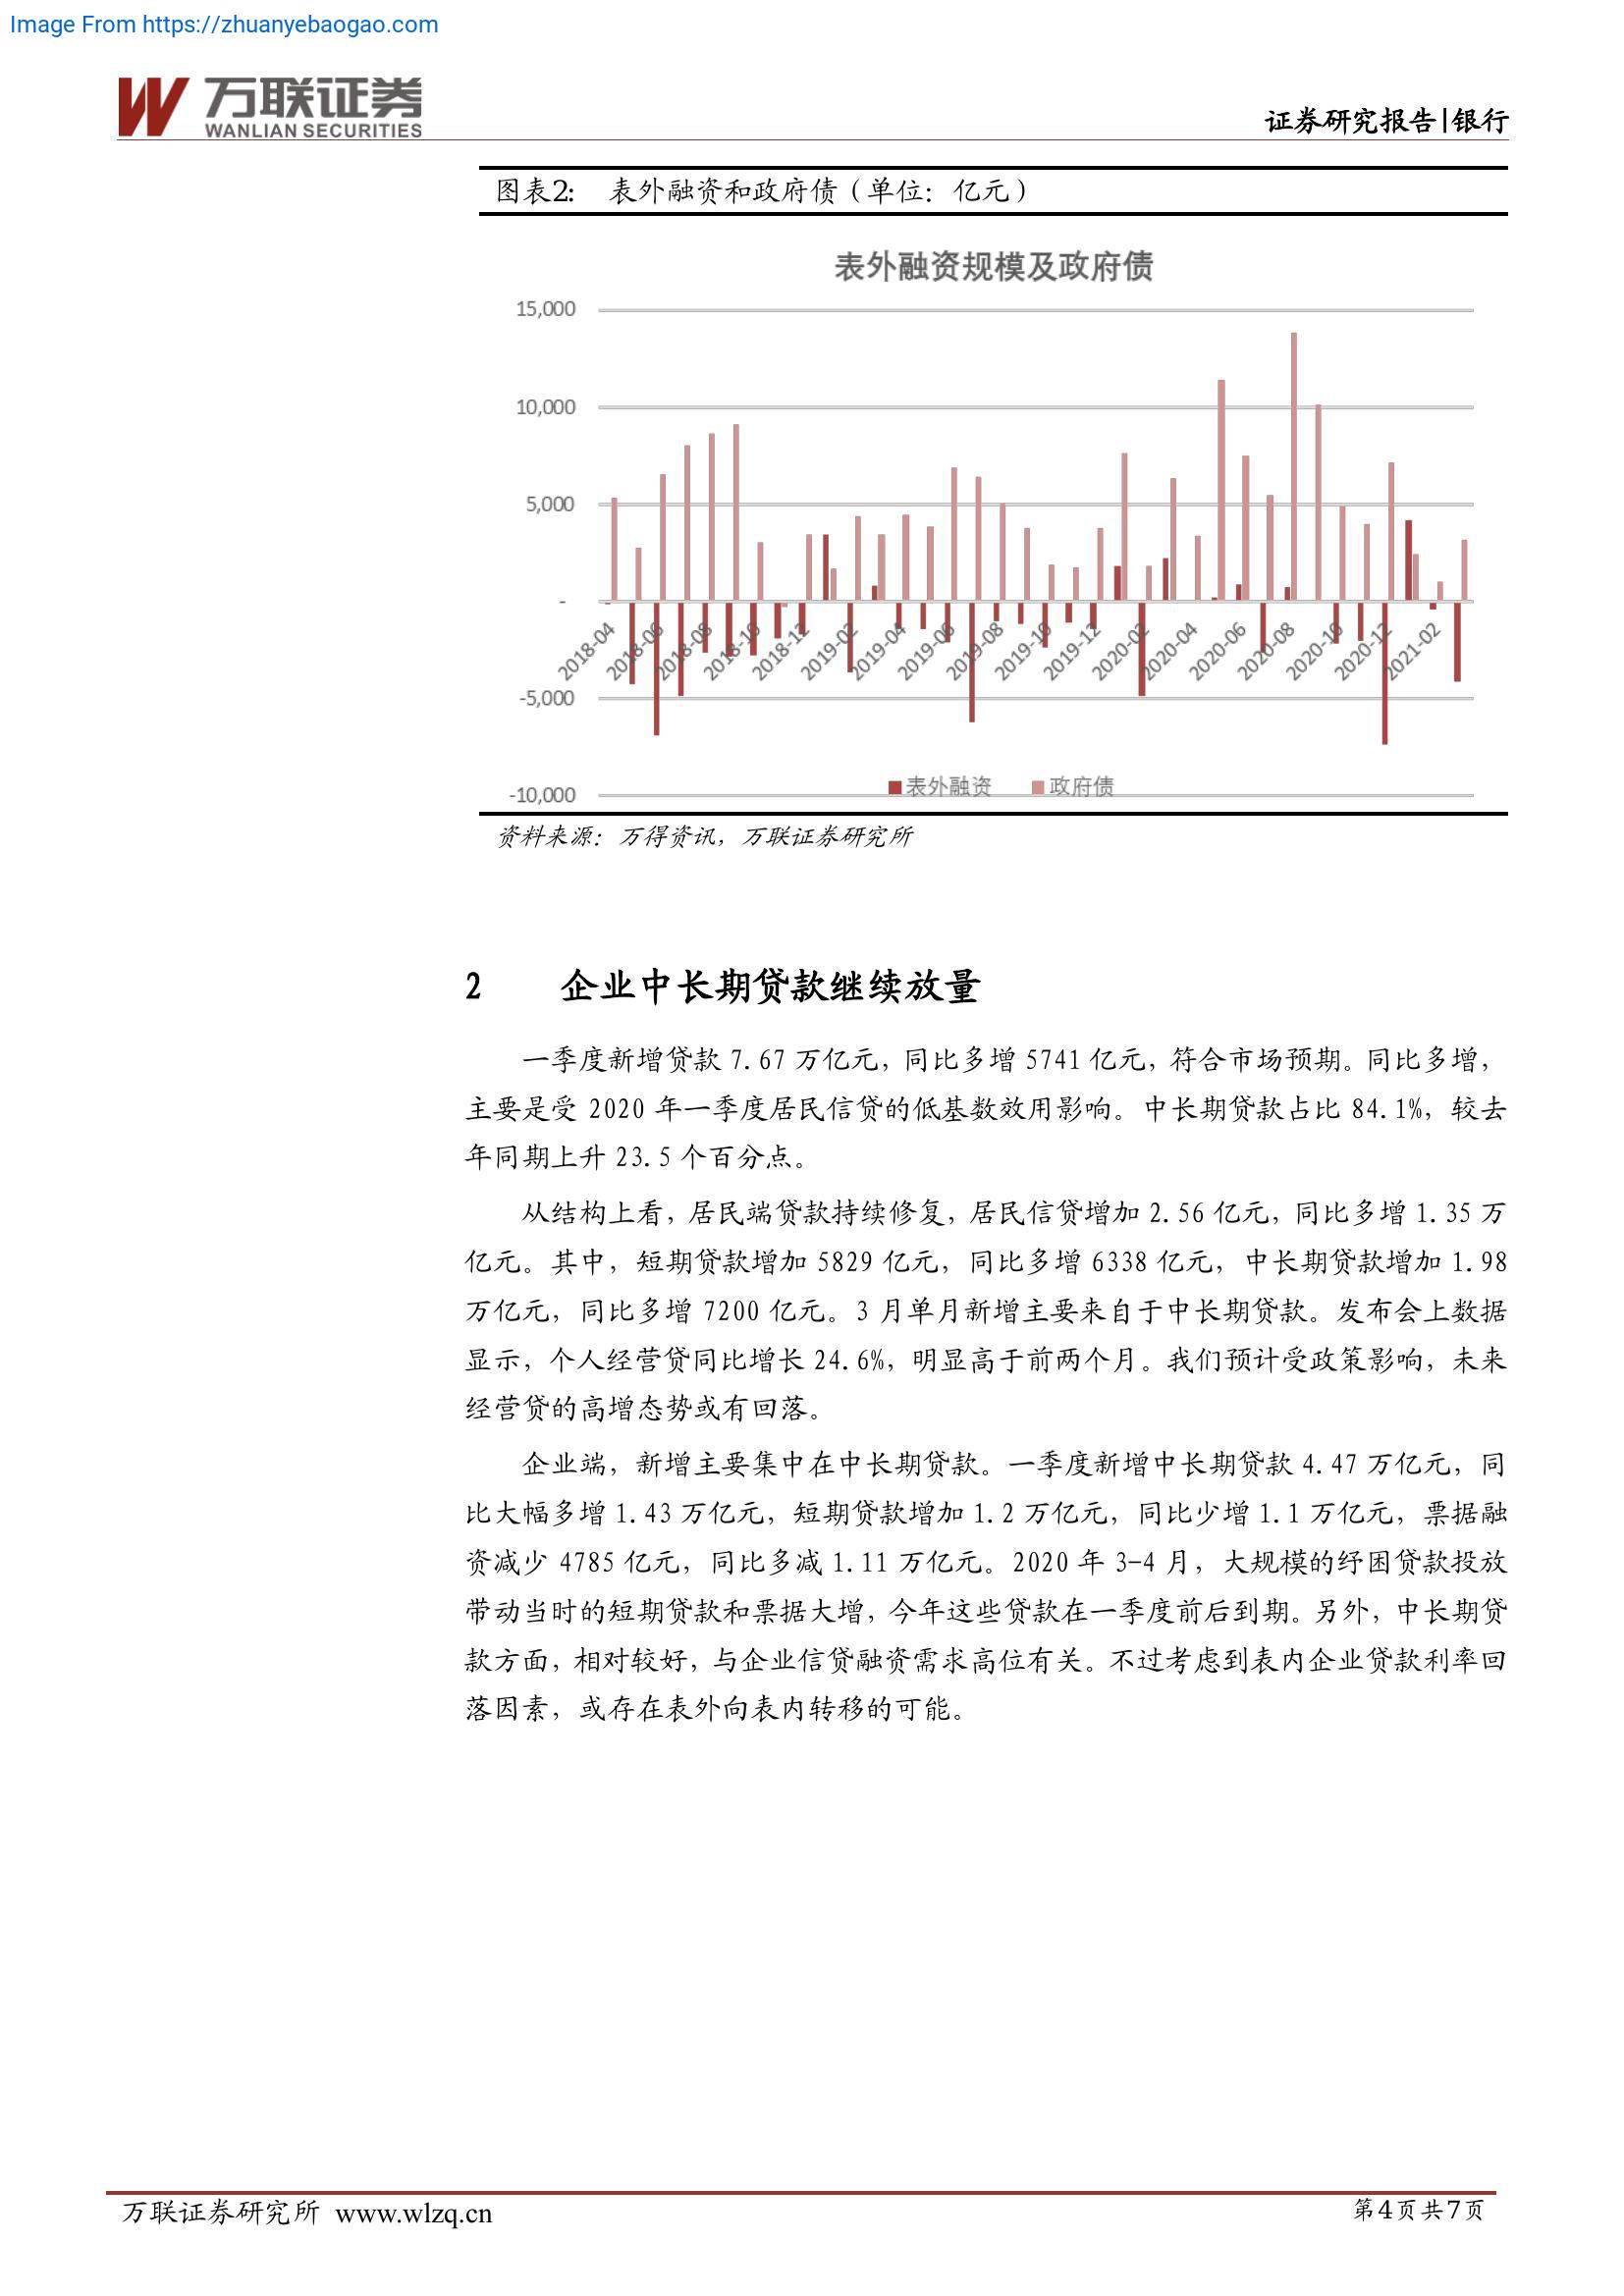 Image From https://zhuanyebaogao.com
万联证券
WANLIAN SECURITIES
证券研究报告|银行
图表2: 表外融资和政府债（单位：亿元）
表外融资规模及政府债
15,000
10,000
5,000
-
-5,000
-10,000
2018-04 2018-06 2018-08 2018-10 2018-12 2019-02 2019-04 2019-06 2019-08 2019-10 2019-12 2020-02 2020-04 2020-06 2020-08 2020-10 2020-12 2021-02
表外融资 政府债
资料来源：万得资讯，万联证券研究所
2 企业中长期贷款继续放量
一季度新增贷款 7.67 万亿元，同比多增 5741 亿元，符合市场预期。同比多增，
主要是受 2020 年一季度居民信贷的低基数效用影响。中长期贷款占比 84.1%，较去
年同期上升 23.5 个百分点。
从结构上看，居民端贷款持续修复，居民信贷增加 2.56 亿元，同比多增 1.35 万
亿元。其中，短期贷款增加 5829 亿元，同比多增 6338 亿元，中长期贷款增加 1.98
万亿元，同比多增 7200 亿元。3 月单月新增主要来自于中长期贷款。发布会上数据
显示，个人经营贷同比增长 24.6%，明显高于前两个月。我们预计受政策影响，未来
经营贷的高增态势或有回落。
企业端，新增主要集中在中长期贷款。一季度新增中长期贷款 4.47 万亿元，同
比大幅多增 1.43 万亿元，短期贷款增加 1.2 万亿元，同比少增 1.1 万亿元，票据融
资减少 4785 亿元，同比多减 1.11 万亿元。2020 年 3-4 月，大规模的纾困贷款投放
带动当时的短期贷款和票据大增，今年这些贷款在一季度前后到期。另外，中长期贷
款方面，相对较好，与企业信贷融资需求高位有关。不过考虑到表内企业贷款利率回
落因素，或存在表外向表内转移的可能。
万联证券研究所 www.wlzq.cn
第4页共7页